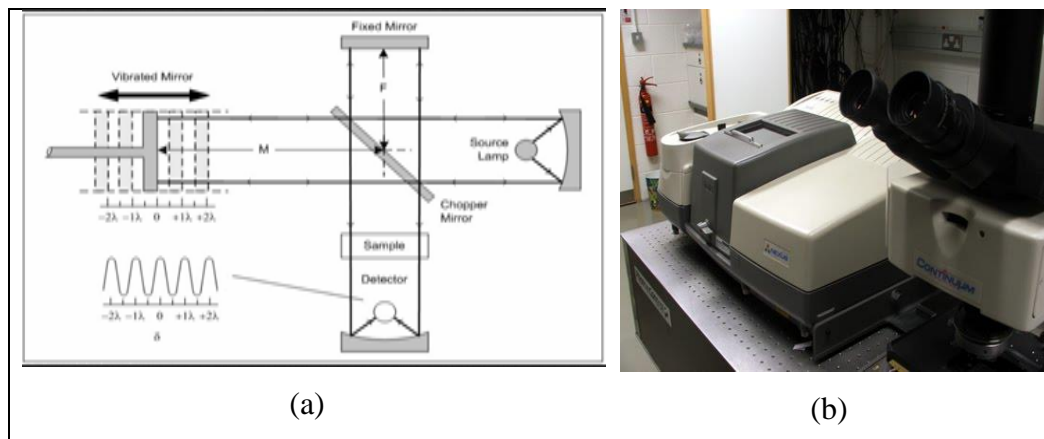 Fixed Mirror
Vibrated Mirror
F
M
Source
Lamp
Chopper
Mirror
−2λ −1λ 0 +1λ +2λ
Sample
Detector
−2λ −1λ 0 +1λ +2λ
δ
CONTINUUM
(a)
(b)